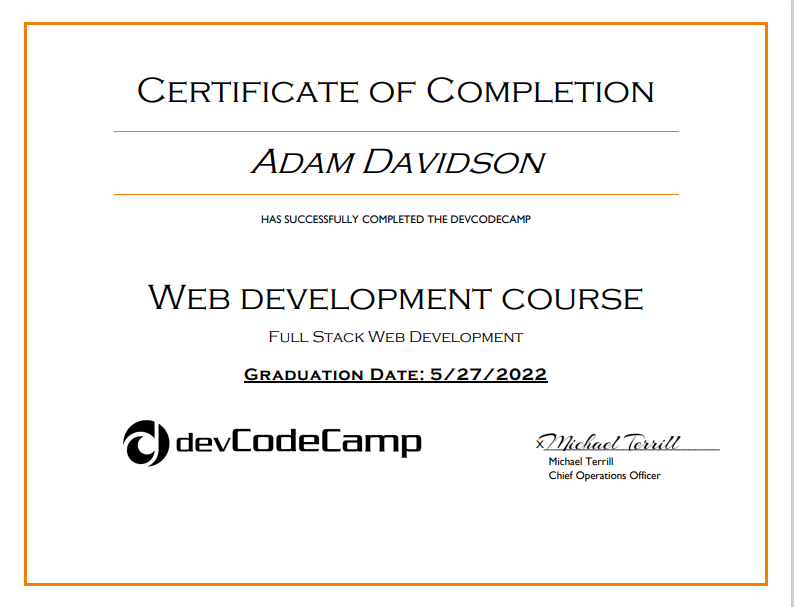 CERTIFICATE OF COMPLETION
ADAM DAVIDSON
HAS SUCCESSFULLY COMPLETED THE DEVCODECAMP
WEB DEVELOPMENT COURSE
FULL STACK WEB DEVELOPMENT
GRADUATION DATE: 5/27/2022
devCodeCamp
x Michael Terrill
Michael Terrill
Chief Operations Officer